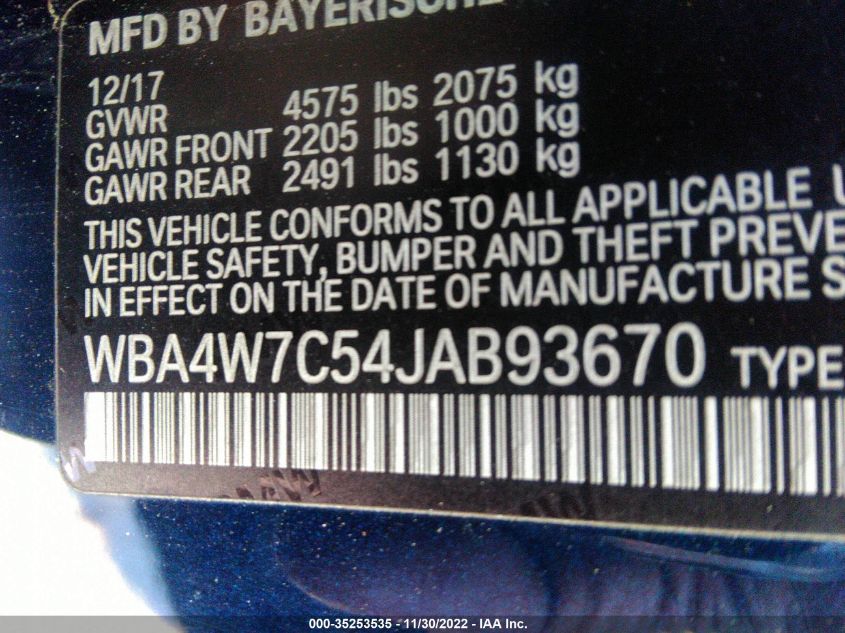 MFD BY BAYERISCHE
12/17
GVWR 4575 lbs 2075 kg
GAWR FRONT 2205 lbs 1000 kg
GAWR REAR 2491 lbs 1130 kg
THIS VEHICLE CONFORMS TO ALL APPLICABLE U
VEHICLE SAFETY, BUMPER AND THEFT PREVE
IN EFFECT ON THE DATE OF MANUFACTURE S
WBA4W7C54JAB93670 TYPE
000-35253535 - 11/30/2022 - IAA Inc.